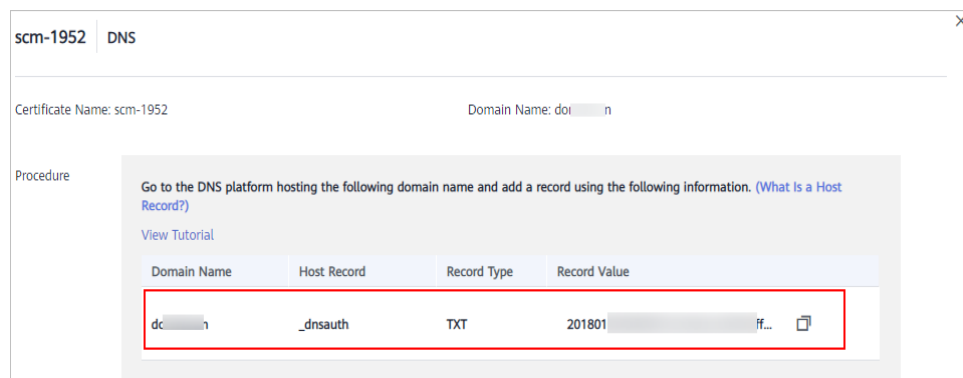 scm-1952 DNS
Certificate Name: scm-1952 Domain Name:
Procedure
Go to the DNS platform hosting the following domain name and add a record using the following information. (What Is a Host
Record?)
View Tutorial
Domain Name Host Record Record Type Record Value
_dnsauth TXT 201801 ff...